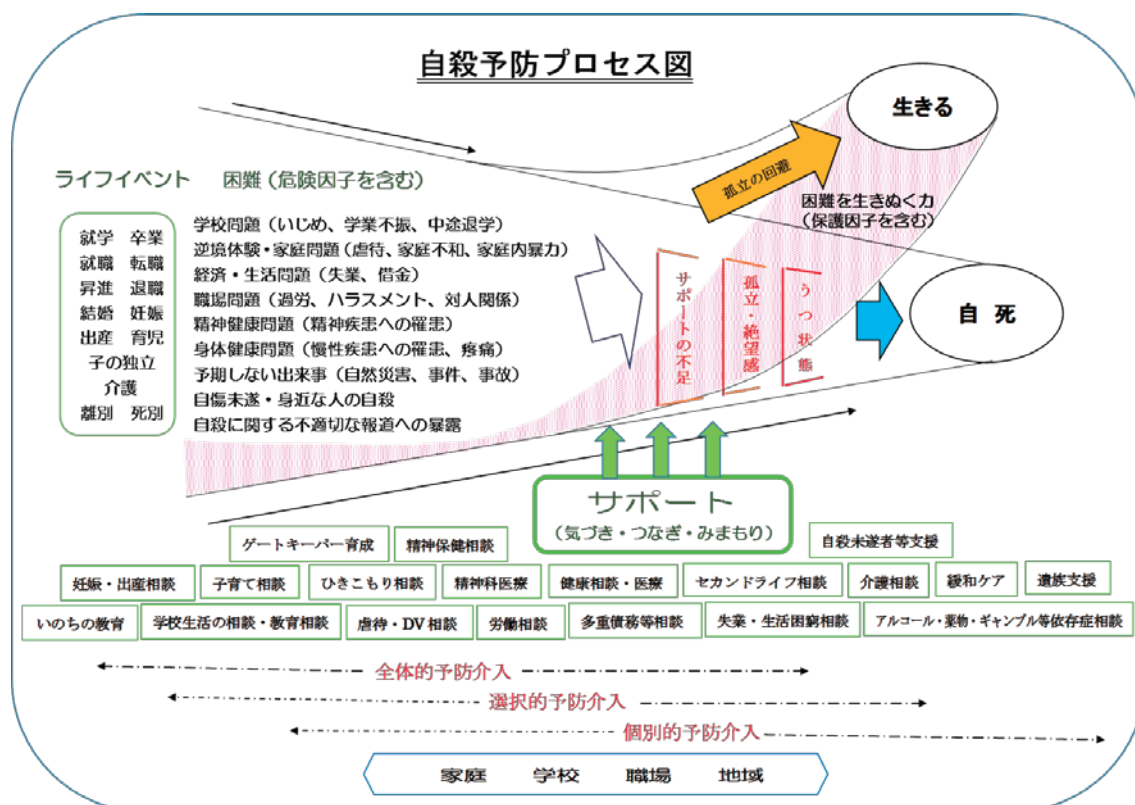 自殺予防プロセス図
生きる
孤立の回避
困難を生きぬく力
(保護因子を含む)
ライフイベント 困難(危険因子を含む)
就学 卒業
就職 転職
昇進 退職
結婚 妊娠
出産 育児
子の独立
介護
離別 死別
学校問題(いじめ、学業不振、中途退学)
逆境体験・家庭問題(虐待、家庭不和、家庭内暴力)
経済・生活問題(失業、借金)
職場問題(過労、ハラスメント、対人関係)
精神健康問題(精神疾患への罹患)
身体健康問題(慢性疾患への罹患、疼痛)
予期しない出来事(自然災害、事件、事故)
自傷未遂・身近な人の自殺
自殺に関する不適切な報道への暴露
サポートの不足
孤立・絶望感
うつ状態
自 死
サポート
(気づき・つなぎ・みまもり)
ゲートキーパー育成 精神保健相談 自殺未遂者等支援
妊娠・出産相談 子育て相談 ひきこもり相談 精神科医療 健康相談・医療 セカンドライフ相談 介護相談 緩和ケア 遺族支援
いのちの教育 学校生活の相談・教育相談 虐待・DV相談 労働相談 多重債務等相談 失業・生活困窮相談 アルコール・薬物・ギャンブル等依存症相談
全体的予防介入
選択的予防介入
個別的予防介入
家庭 学校 職場 地域